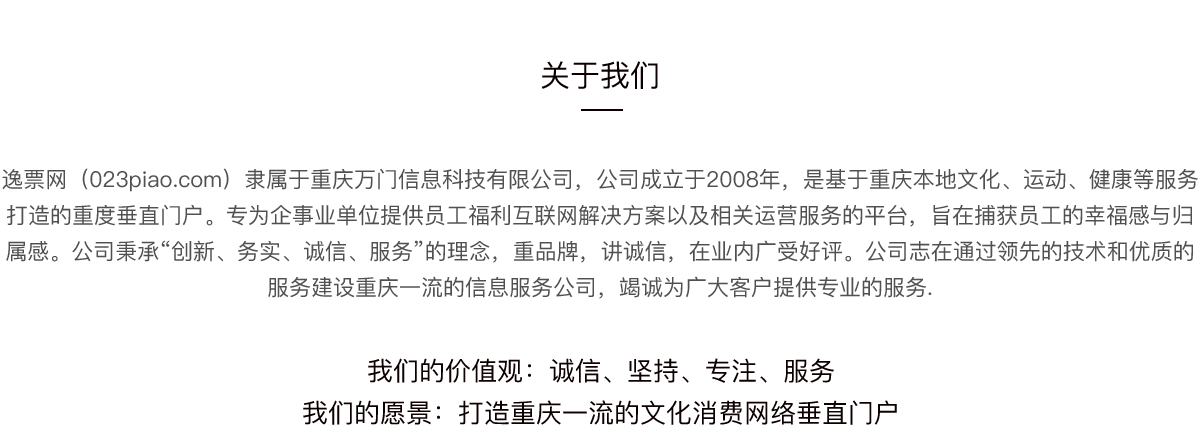 关于我们
逸票网（023piao.com）隶属于重庆万门信息科技有限公司，公司成立于2008年，是基于重庆本地文化、运动、健康等服务
打造的重度垂直门户。专为企事业单位提供员工福利互联网解决方案以及相关运营服务的平台，旨在捕获员工的幸福感与归
属感。公司秉承“创新、务实、诚信、服务”的理念，重品牌，讲诚信，在业内广受好评。公司志在通过领先的技术和优质的
服务建设重庆一流的信息服务公司，竭诚为广大客户提供专业的服务.
我们的价值观：诚信、坚持、专注、服务
我们的愿景：打造重庆一流的文化消费网络垂直门户